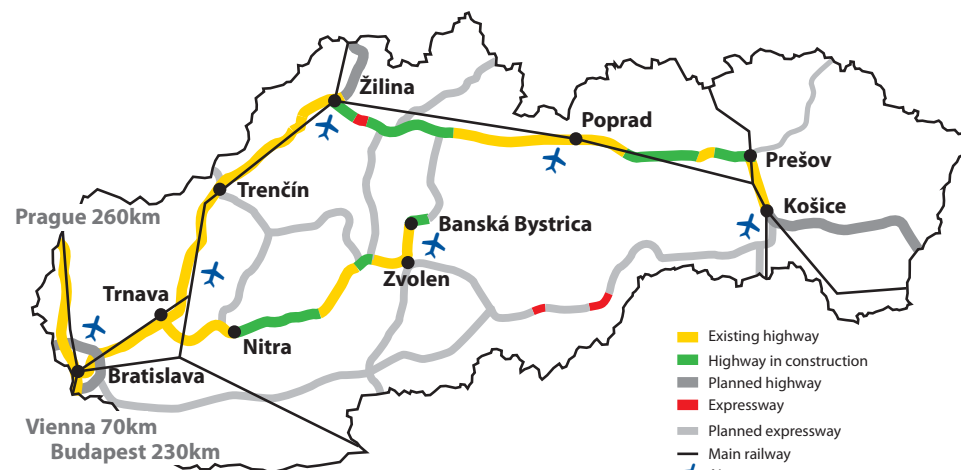 Žilina
Poprad
Prešov
Trenčín
Košice
Prague 260km
Banská Bystrica
Zvolen
Trnava
Nitra
Bratislava
Vienna 70km
Budapest 230km
Existing highway
Highway in construction
Planned highway
Expressway
Planned expressway
Main railway